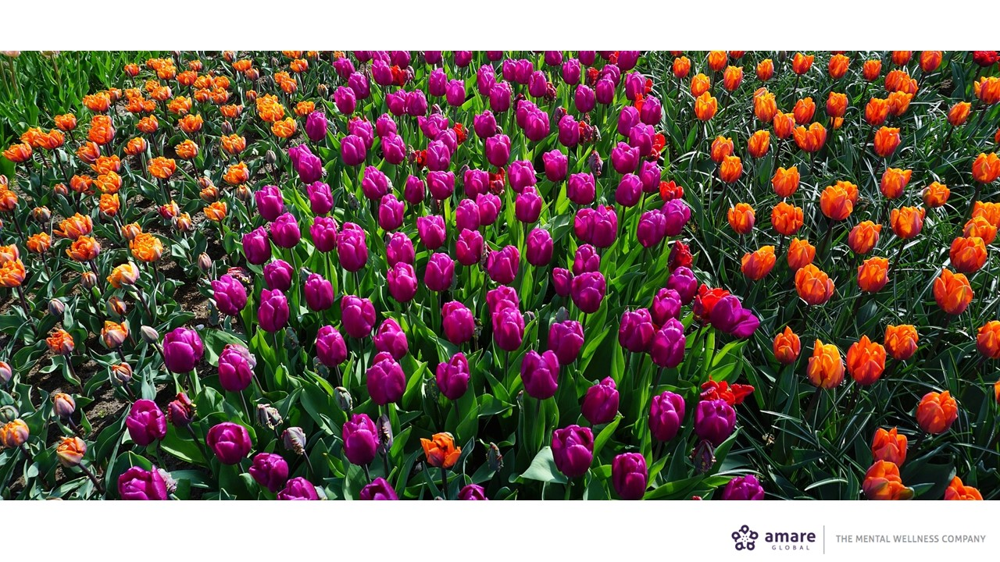 amare
GLOBAL
THE MENTAL WELLNESS COMPANY